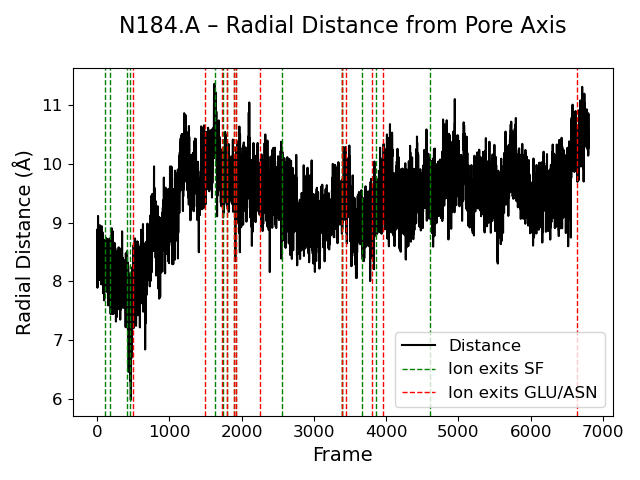 N184.A – Radial Distance from Pore Axis
Radial Distance (Å)
11
10
9
8
7
6
Distance
Ion exits SF
Ion exits GLU/ASN
0 1000 2000 3000 4000 5000 6000 7000
Frame